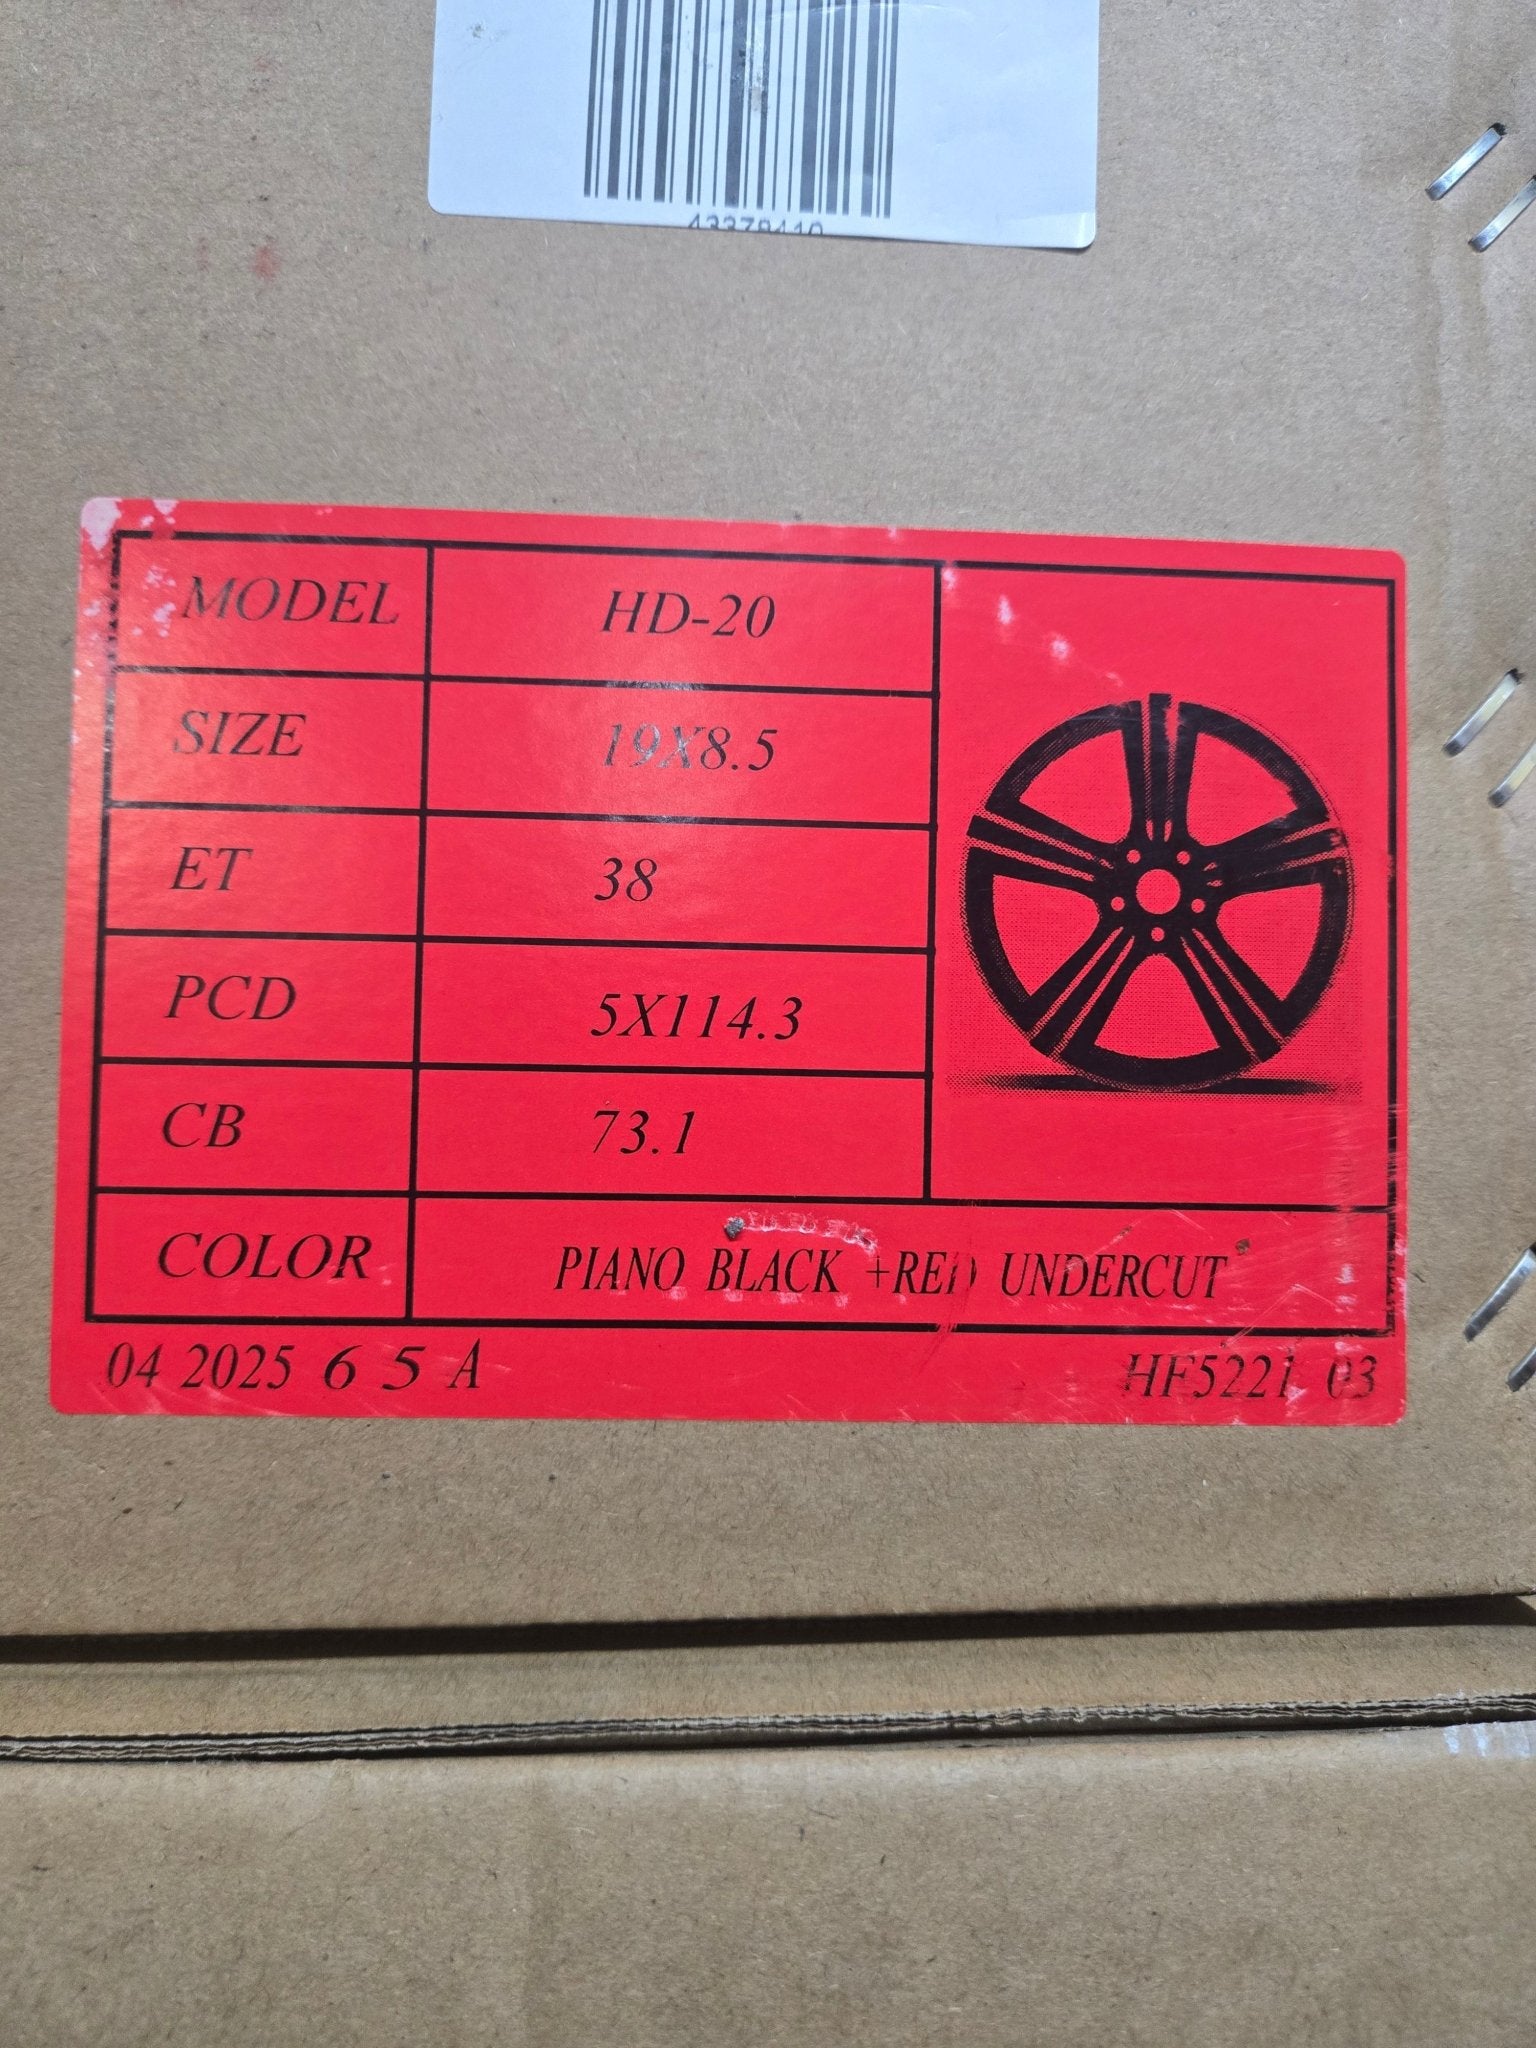 43378410
MODEL HD-20
SIZE 19X8.5
ET 38
PCD 5X114.3
CB 73.1
COLOR PIANO BLACK +RED UNDERCUT
04 2025 6 5 A HF5221 03